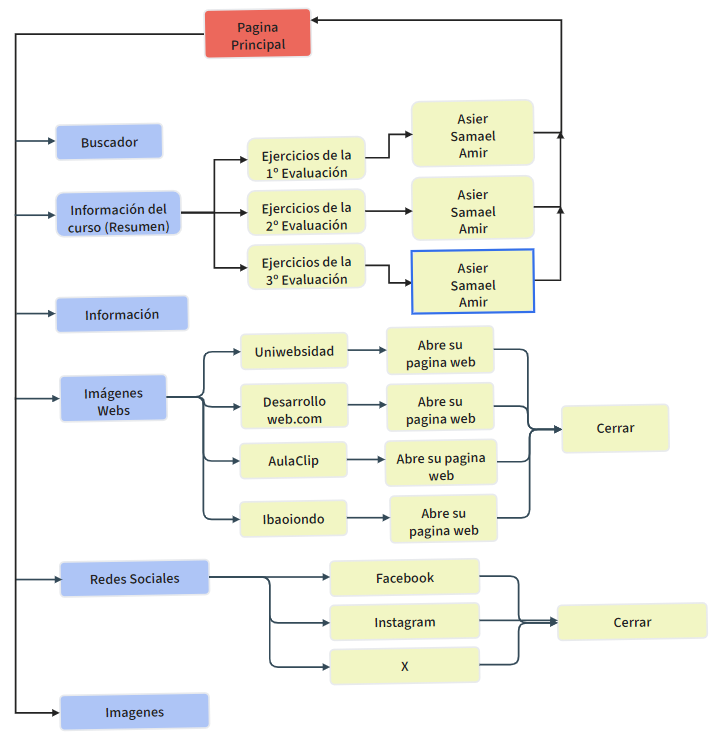 Pagina
Principal
Buscador
Información del
curso (Resumen)
Ejercicios de la
1º Evaluación
Asier
Samael
Amir
Ejercicios de la
2º Evaluación
Asier
Samael
Amir
Ejercicios de la
3º Evaluación
Asier
Samael
Amir
Información
Imágenes
Webs
Uniwebsidad
Abre su
pagina web
Desarrollo
web.com
Abre su
pagina web
AulaClip
Abre su pagina
web
Ibaoiondo
Abre su
pagina web
Cerrar
Redes Sociales
Facebook
Instagram
X
Cerrar
Imagenes